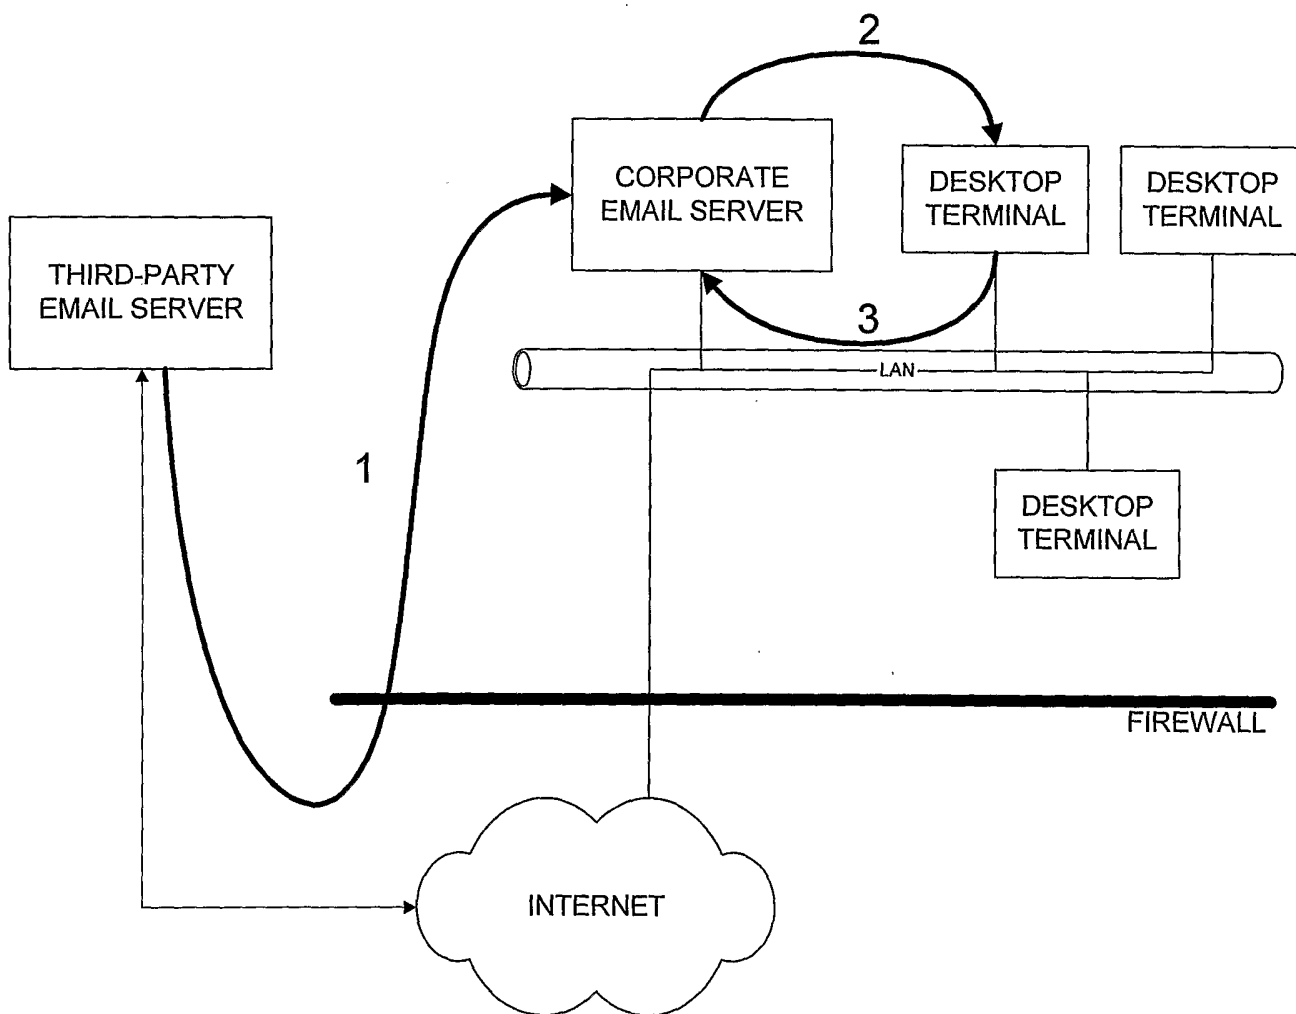 2
CORPORATE
EMAIL SERVER
DESKTOP
TERMINAL
DESKTOP
TERMINAL
THIRD-PARTY
EMAIL SERVER
3
LAN
1
DESKTOP
TERMINAL
FIREWALL
INTERNET